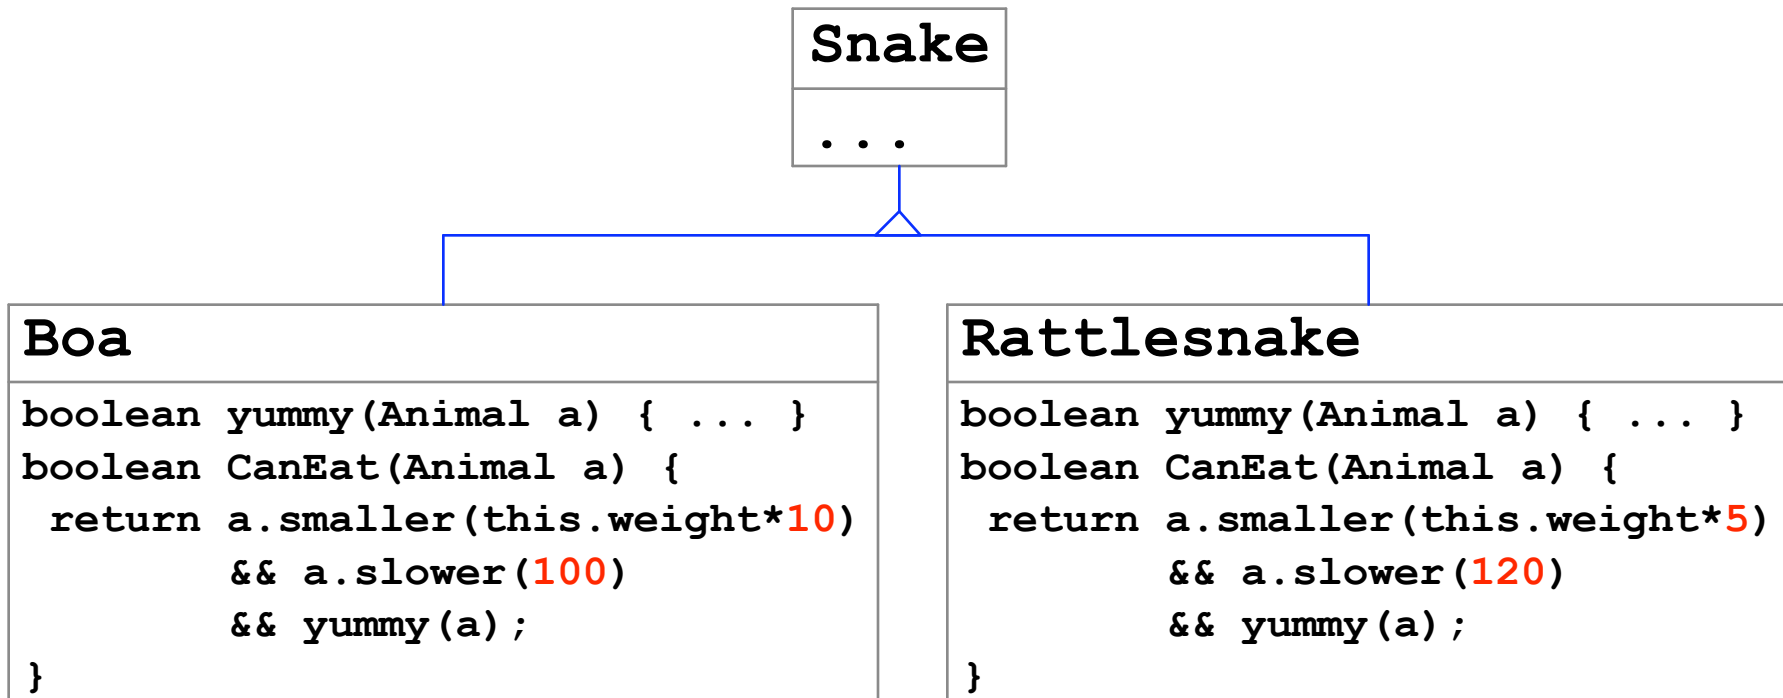 Snake
...
Boa
boolean yummy(Animal a) { ... }
boolean CanEat(Animal a) {
return a.smaller(this.weight*10)
&& a.slower(100)
&& yummy(a);
}
Rattlesnake
boolean yummy(Animal a) { ... }
boolean CanEat(Animal a) {
return a.smaller(this.weight*5)
&& a.slower(120)
&& yummy(a);
}